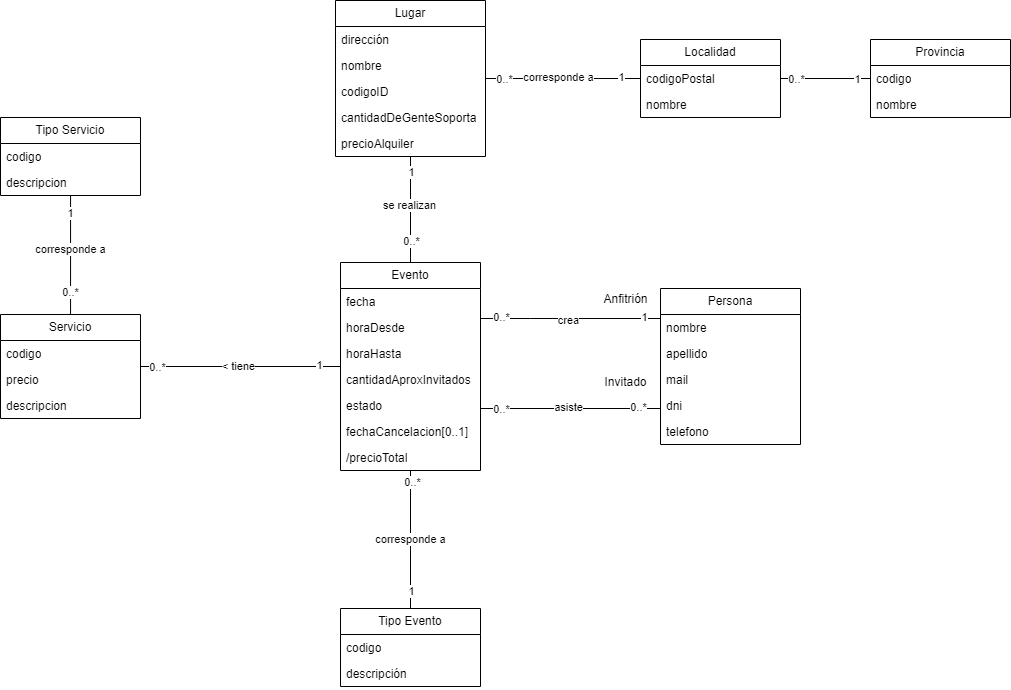 Lugar
dirección
nombre
codigoID
cantidadDeGenteSoporta
precioAlquiler
0..*
corresponde a
1
Localidad
codigoPostal
nombre
0..*
1
Provincia
codigo
nombre
Tipo Servicio
codigo
descripcion
1
corresponde a
0..*
Servicio
codigo
precio
descripcion
0..*
< tiene
1
1
se realizan
0..*
Evento
fecha
horaDesde
horaHasta
cantidadAproxInvitados
estado
fechaCancelacion[0..1]
/precioTotal
0..*
crea
Anfitrión
1
0..*
asiste
Invitado
0..*
Persona
nombre
apellido
mail
dni
telefono
0..*
corresponde a
1
Tipo Evento
codigo
descripción